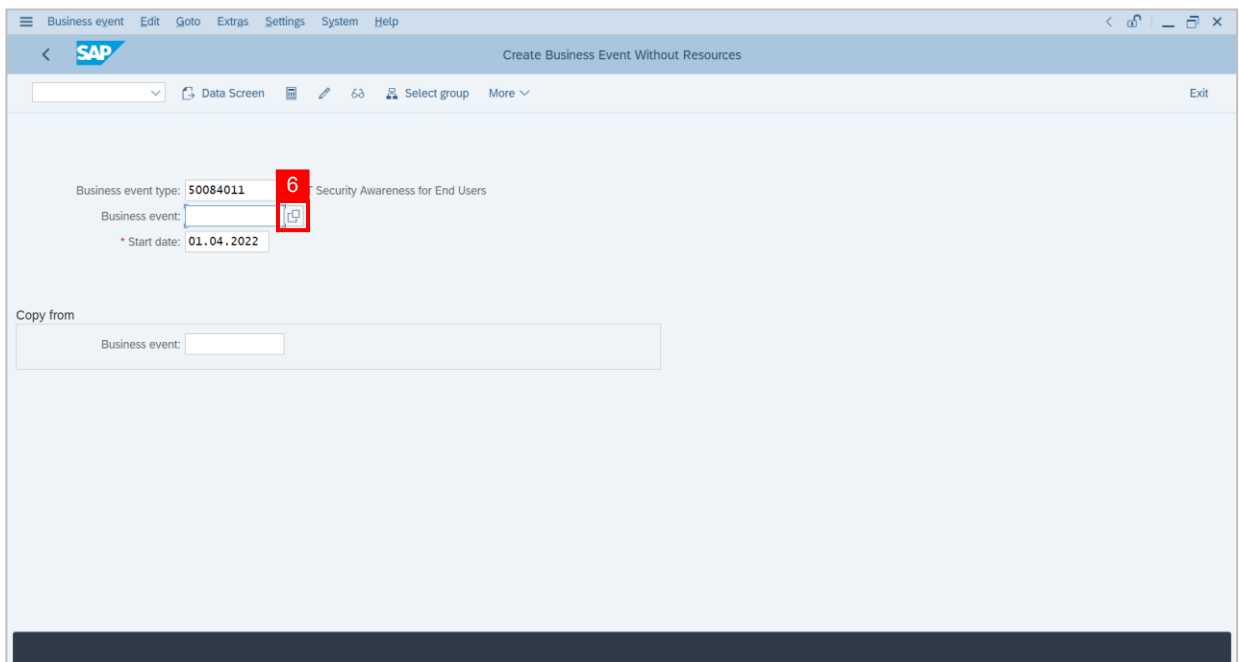 Business event Edit Goto Extras Settings System Help
SAP Create Business Event Without Resources
Data Screen Select group More Exit
6
Business event type: 50084011 Security Awareness for End Users
Business event:
* Start date: 01.04.2022
Copy from
Business event: